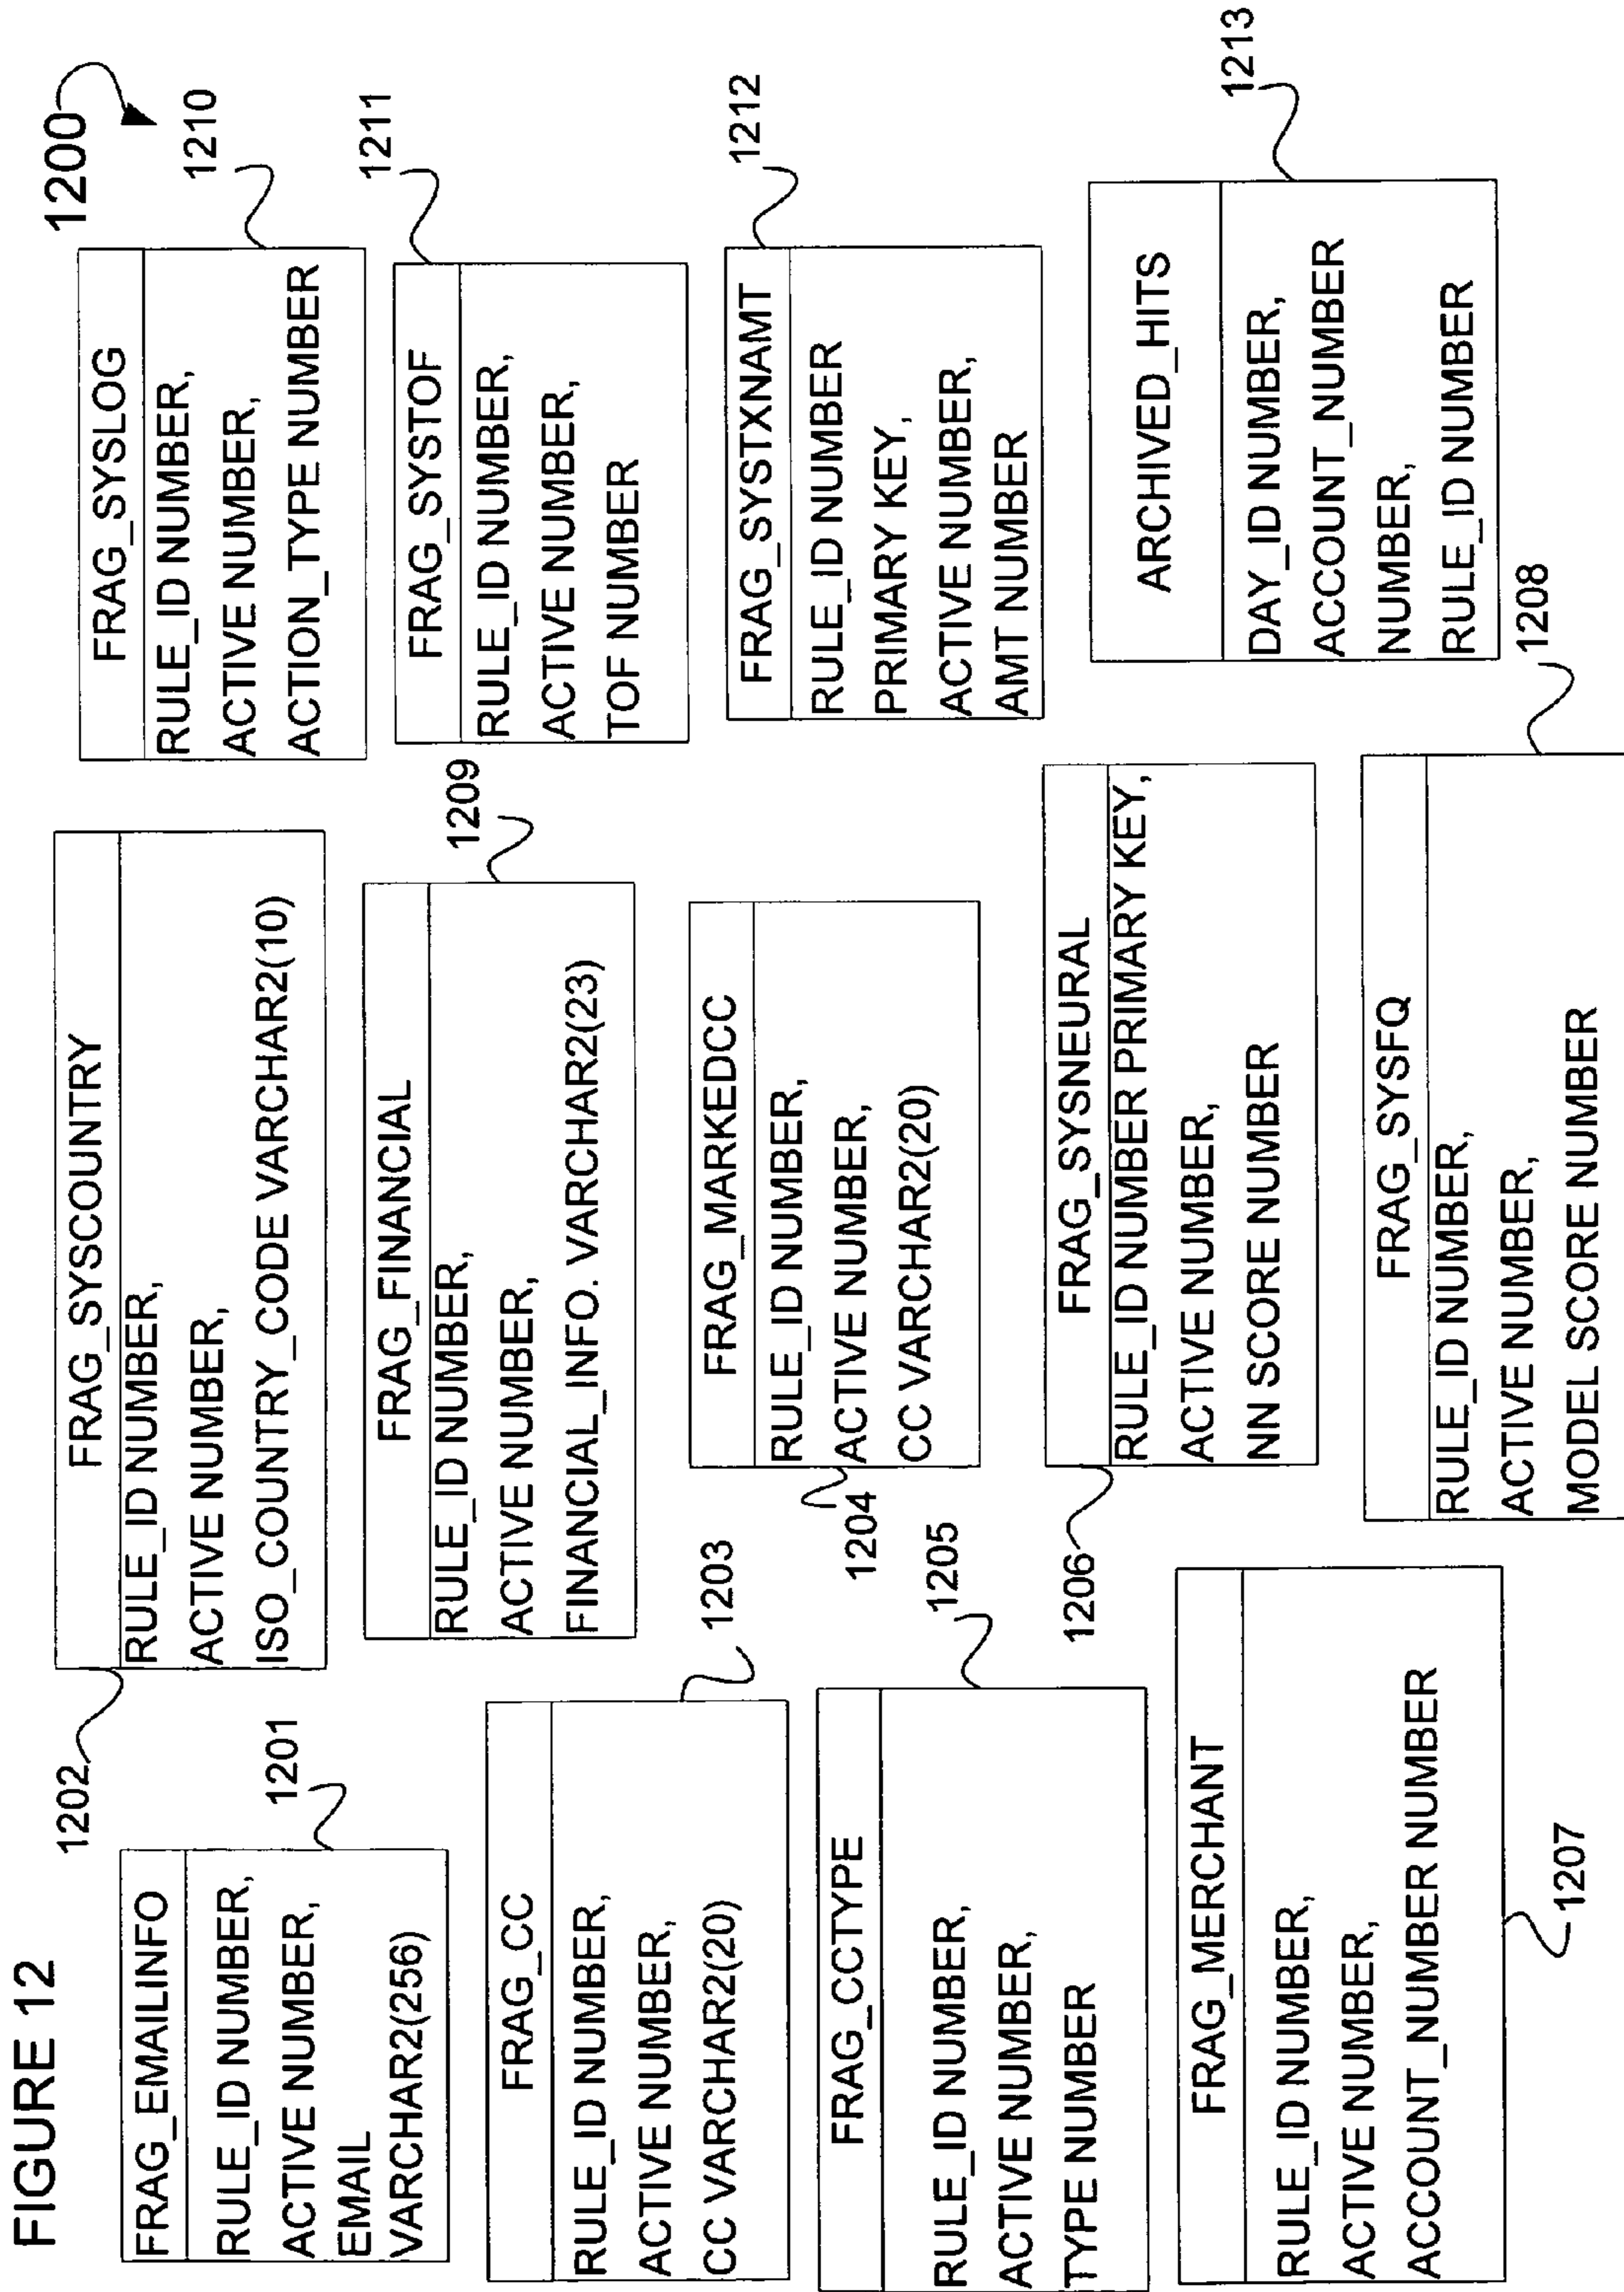 FIGURE 12
1200
FRAG_EMAILINFO
RULE_ID NUMBER,
ACTIVE NUMBER,
EMAIL
VARCHAR2(256)
1201
1202
FRAG_SYSCOUNTRY
RULE_ID NUMBER,
ACTIVE NUMBER,
ISO_COUNTRY_CODE VARCHAR2(10)
FRAG_SYSLOG
RULE_ID NUMBER,
ACTIVE NUMBER,
ACTION_TYPE NUMBER
1210
FRAG_CC
RULE_ID NUMBER,
ACTIVE NUMBER,
CC VARCHAR2(20)
1203
FRAG_FINANCIAL
RULE_ID NUMBER,
ACTIVE NUMBER,
FINANCIAL_INFO. VARCHAR2(23)
1209
FRAG_SYSTOF
RULE_ID NUMBER,
ACTIVE NUMBER,
TOF NUMBER
1211
FRAG_CCTYPE
RULE_ID NUMBER,
ACTIVE NUMBER,
TYPE NUMBER
1205
FRAG_MARKEDCC
RULE_ID NUMBER,
ACTIVE NUMBER,
CC VARCHAR2(20)
1204
FRAG_SYSTXNAMT
RULE_ID NUMBER
PRIMARY KEY,
ACTIVE NUMBER,
AMT NUMBER
1212
FRAG_MERCHANT
RULE_ID NUMBER,
ACTIVE NUMBER,
ACCOUNT_NUMBER NUMBER
1207
1206
FRAG_SYSNEURAL
RULE_ID NUMBER PRIMARY KEY,
ACTIVE NUMBER,
NN SCORE NUMBER
FRAG_SYSFQ
RULE_ID NUMBER,
ACTIVE NUMBER,
MODEL SCORE NUMBER
1208
ARCHIVED_HITS
DAY_ID NUMBER,
ACCOUNT_NUMBER
NUMBER,
RULE_ID NUMBER
1213